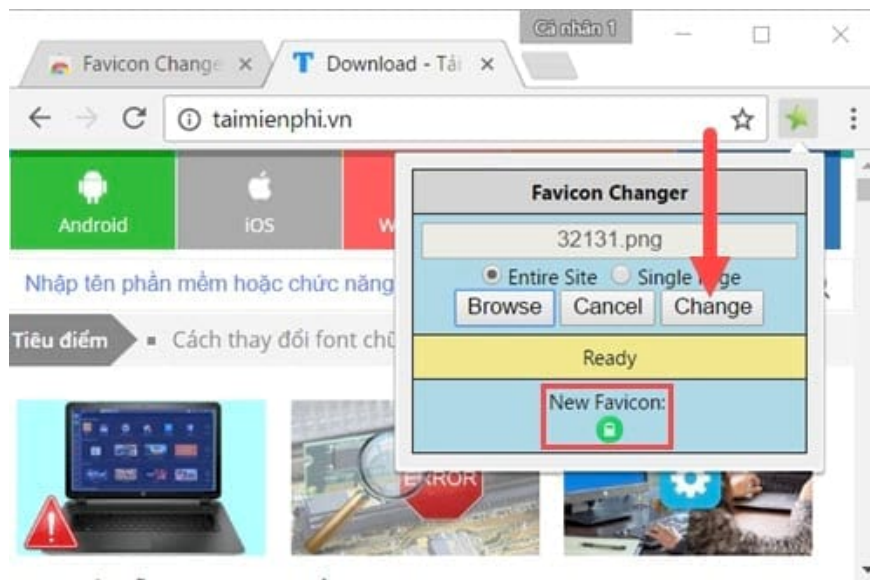 Cá nhân 1
Favicon Change
Download - Tải
taimienphi.vn
Android
iOS
W
Favicon Changer
32131.png
Entire Site
Single
Browse
Cancel
Change
Ready
New Favicon:
Nhập tên phần mềm hoặc chức năng
Tiêu điểm
Cách thay đổi font chữ
ERROR